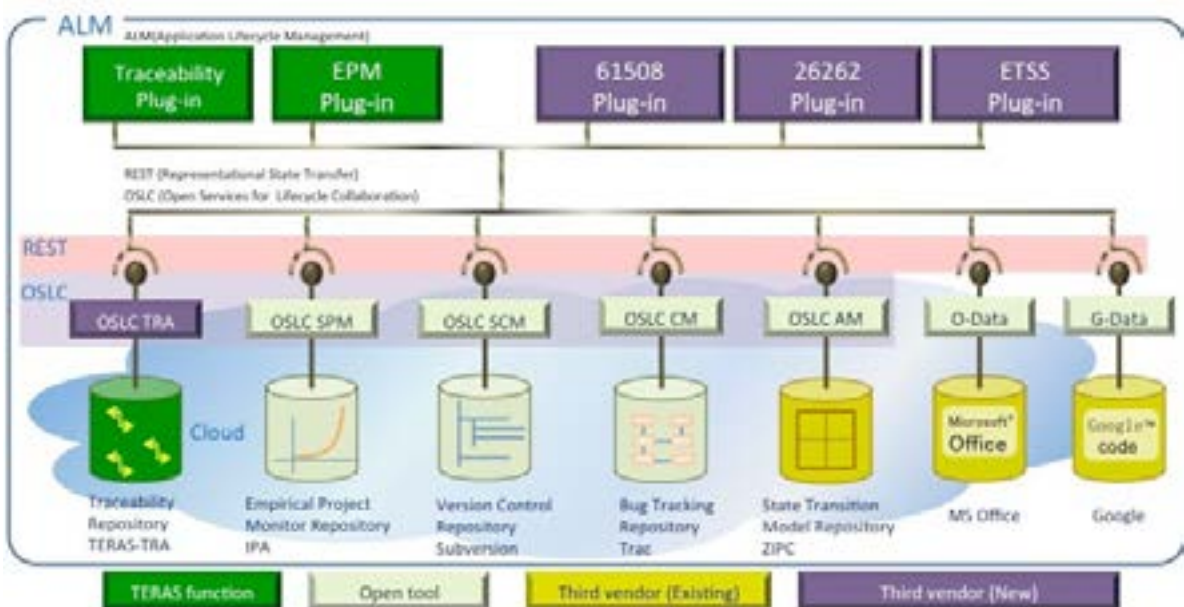 ALM
ALM(Application Lifecycle Management)
Traceability
Plug-in
EPM
Plug-in
61508
Plug-in
26262
Plug-in
ETSS
Plug-in
REST (Representational State Transfer)
OSLC (Open Services for Lifecycle Collaboration)
REST
OSLC
OSLC TRA
OSLC SPM
OSLC SCM
OSLC CM
OSLC AM
O-Data
G-Data
Cloud
Microsoft®
Office
Google™
code
Traceability
Repository
TERAS-TRA
Empirical Project
Monitor Repository
IPA
Version Control
Repository
Subversion
Bug Tracking
Repository
Trac
State Transition
Model Repository
ZIPC
MS Office
Google
TERAS function
Open tool
Third vendor (Existing)
Third vendor (New)